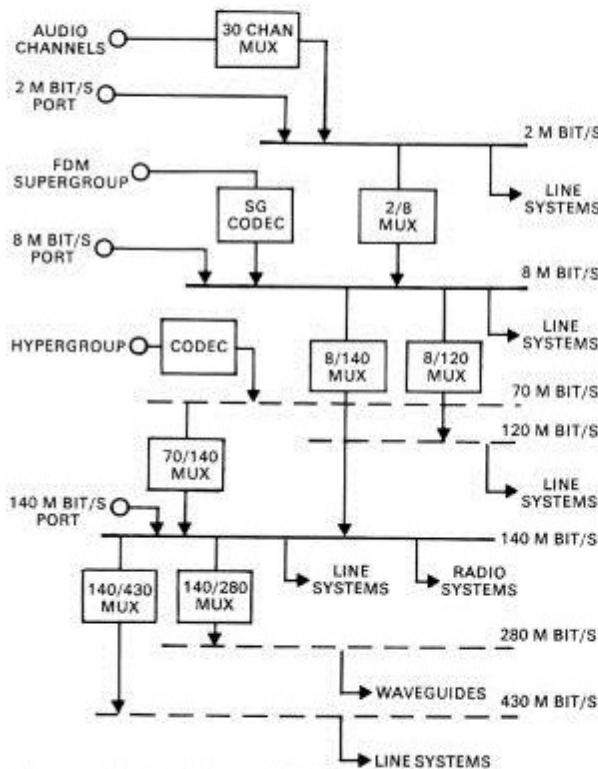 AUDIO
CHANNELS
30 CHAN
MUX
2 M BIT/S
PORT
2 M BIT/S
FDM
SUPERGROUP
SG
CODEC
2/8
MUX
LINE
SYSTEMS
8 M BIT/S
PORT
8 M BIT/S
HYPERGROUP
CODEC
8/140
MUX
8/120
MUX
LINE
SYSTEMS
70 M BIT/S
120 M BIT/S
70/140
MUX
LINE
SYSTEMS
140 M BIT/S
PORT
140 M BIT/S
140/430
MUX
140/280
MUX
LINE
SYSTEMS
RADIO
SYSTEMS
280 M BIT/S
WAVEGUIDES
430 M BIT/S
LINE SYSTEMS